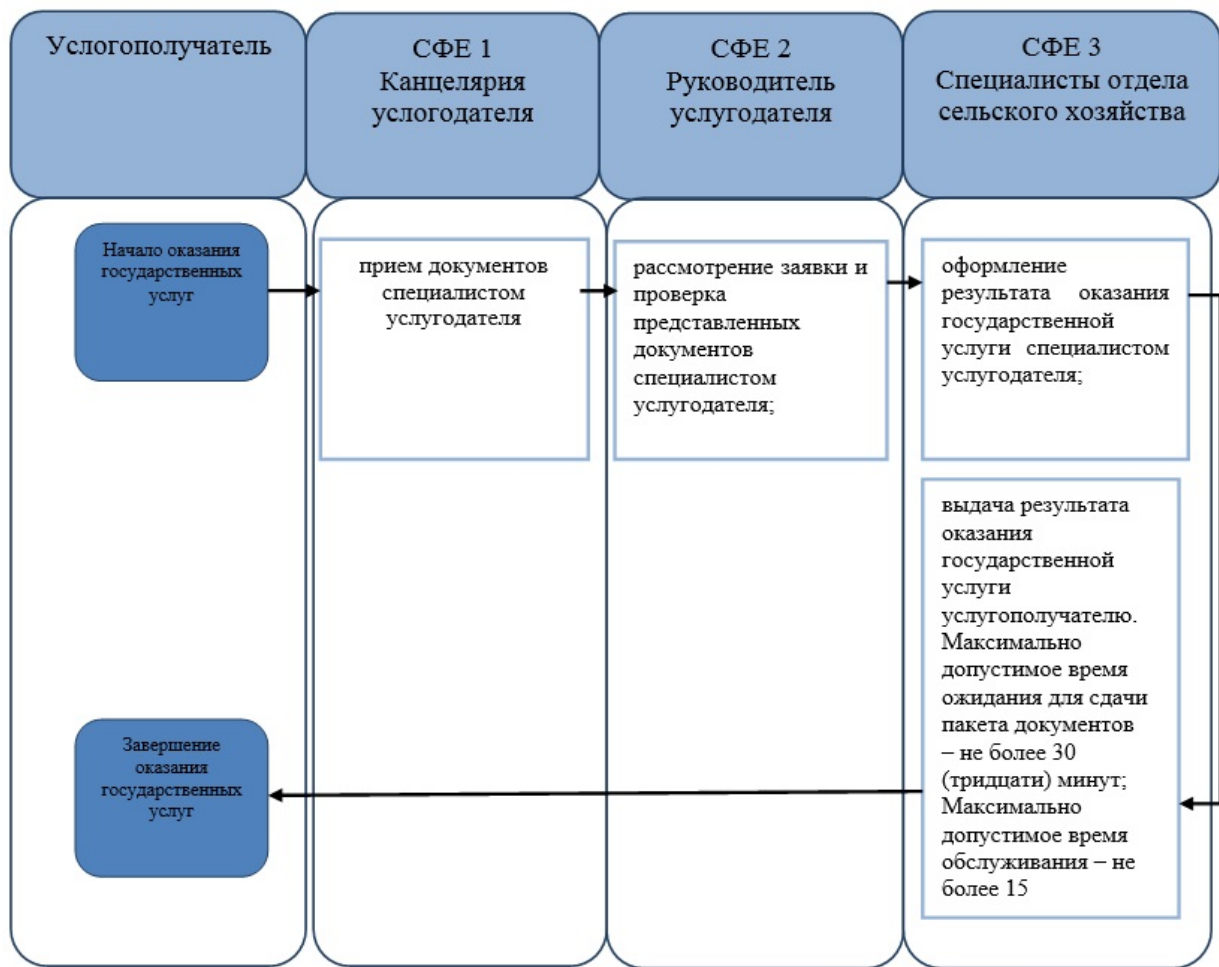 Услогополучатель
СФЕ 1
Канцелярия
услогодателя
СФЕ 2
Руководитель
услугодателя
СФЕ 3
Специалисты отдела
сельского хозяйства
Начало оказания
государственных
услуг
прием документов
специалистом
услугодателя
рассмотрение заявки и
проверка
представленных
документов
специалистом
услугодателя;
оформление
результата оказания
государственной
услуги специалистом
услугодателя;
выдача результата
оказания
государственной
услуги
услугополучателю.
Максимально
допустимое время
ожидания для сдачи
пакета документов
– не более 30
(тридцати) минут;
Максимально
допустимое время
обслуживания – не
более 15
Завершение
оказания
государственных
услуг